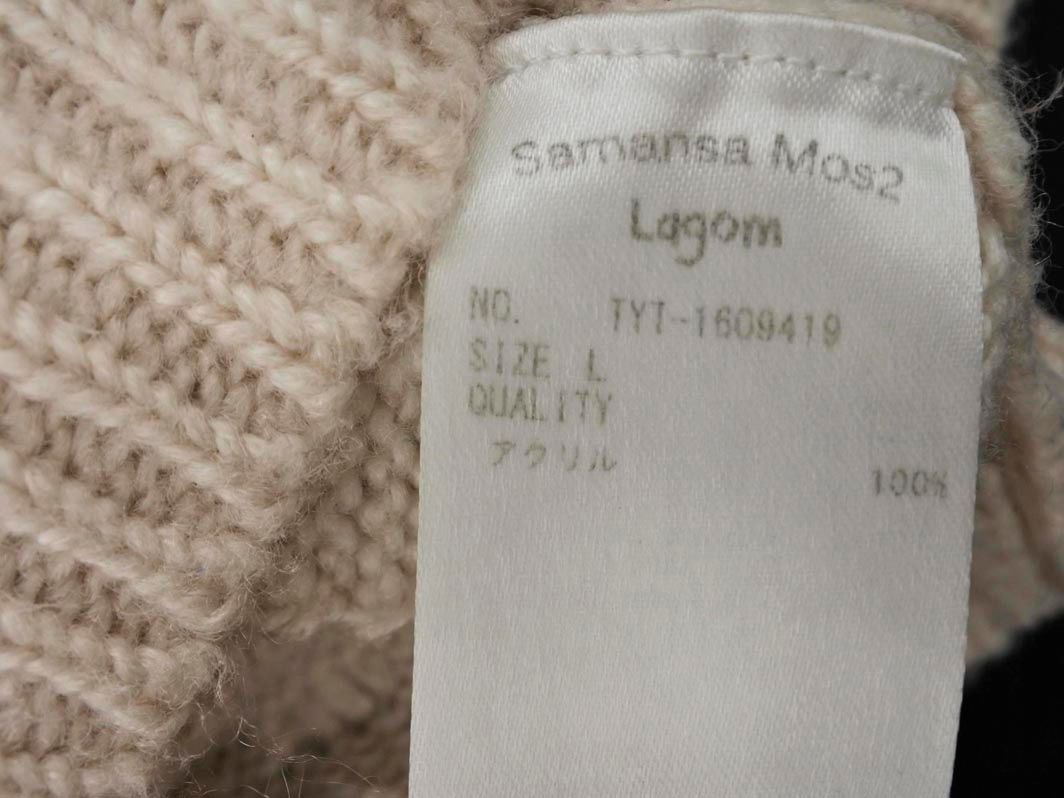 Samansa Mos2
Lagom
NO. TYT-1609419
SIZE L
QUALITY
アクリル 100%